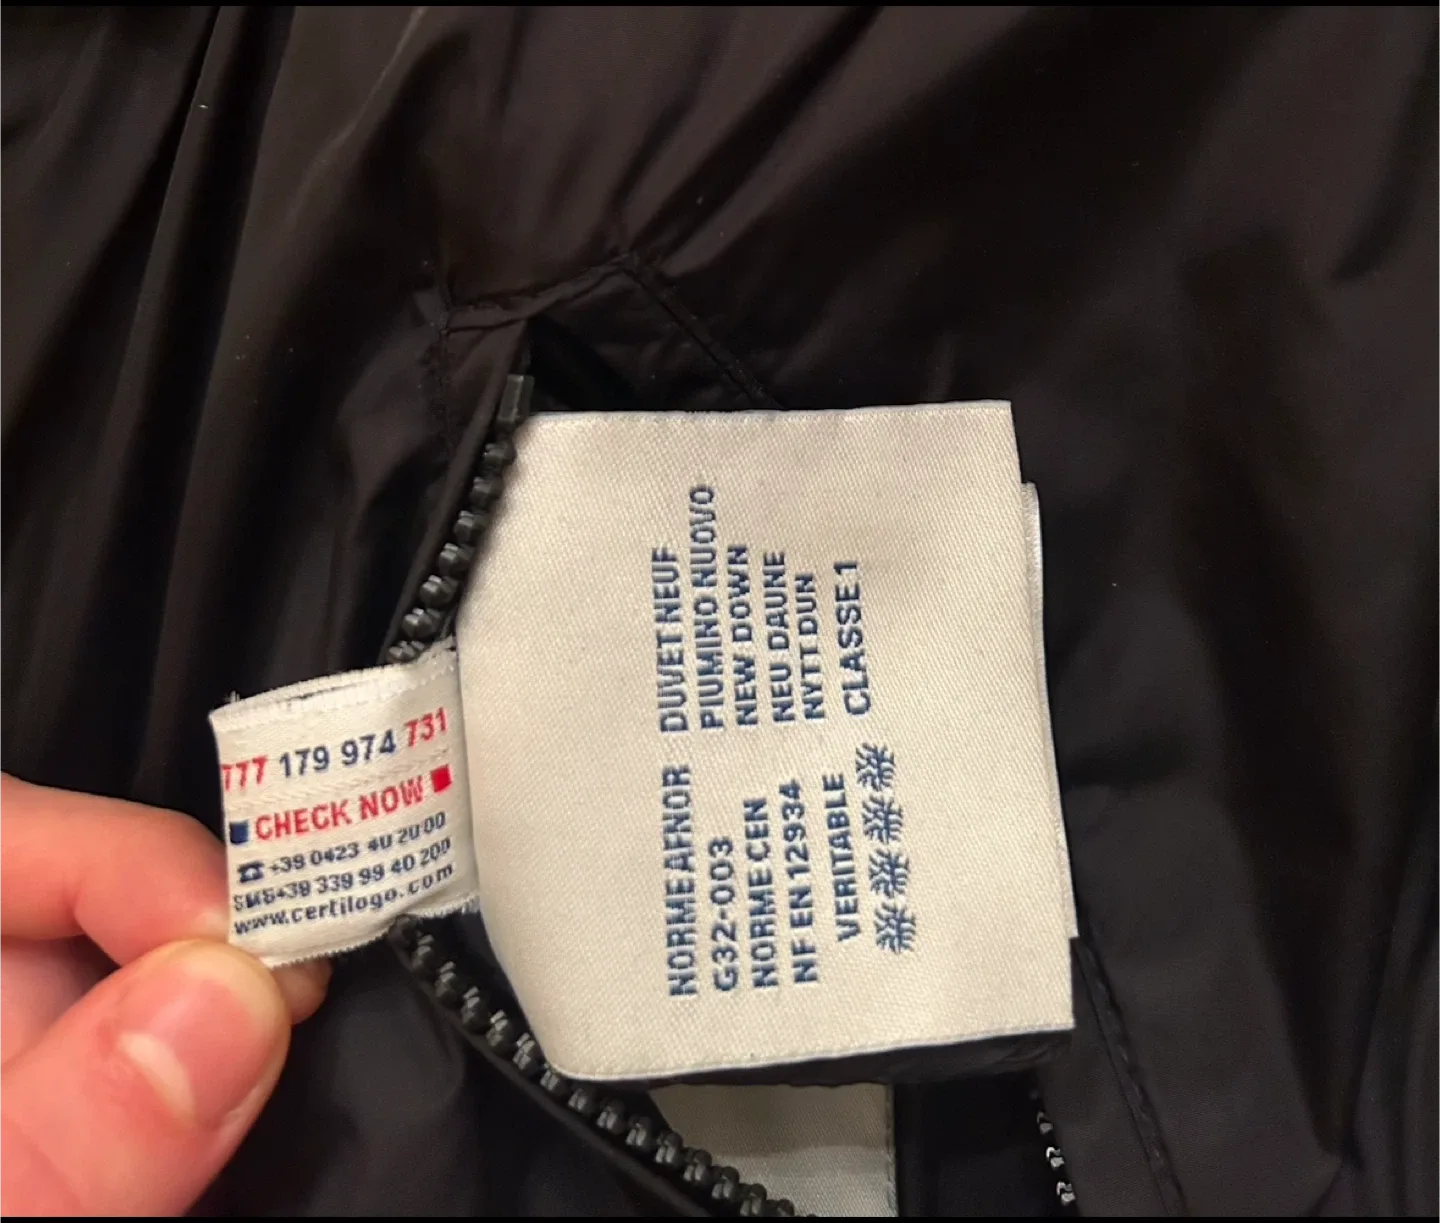 777 179 974 731
CHECK NOW
+39 0423 40 20 00
SMS+39 339 99 40 200
www.certilogo.com
NORME AFNOR DUVET NEUF
G32-003 PIUMINO NUOVO
NORME CEN NEW DOWN
NF EN 12934 NEU DAUNE
NYTT DUN
VERITABLE CLASSE 1